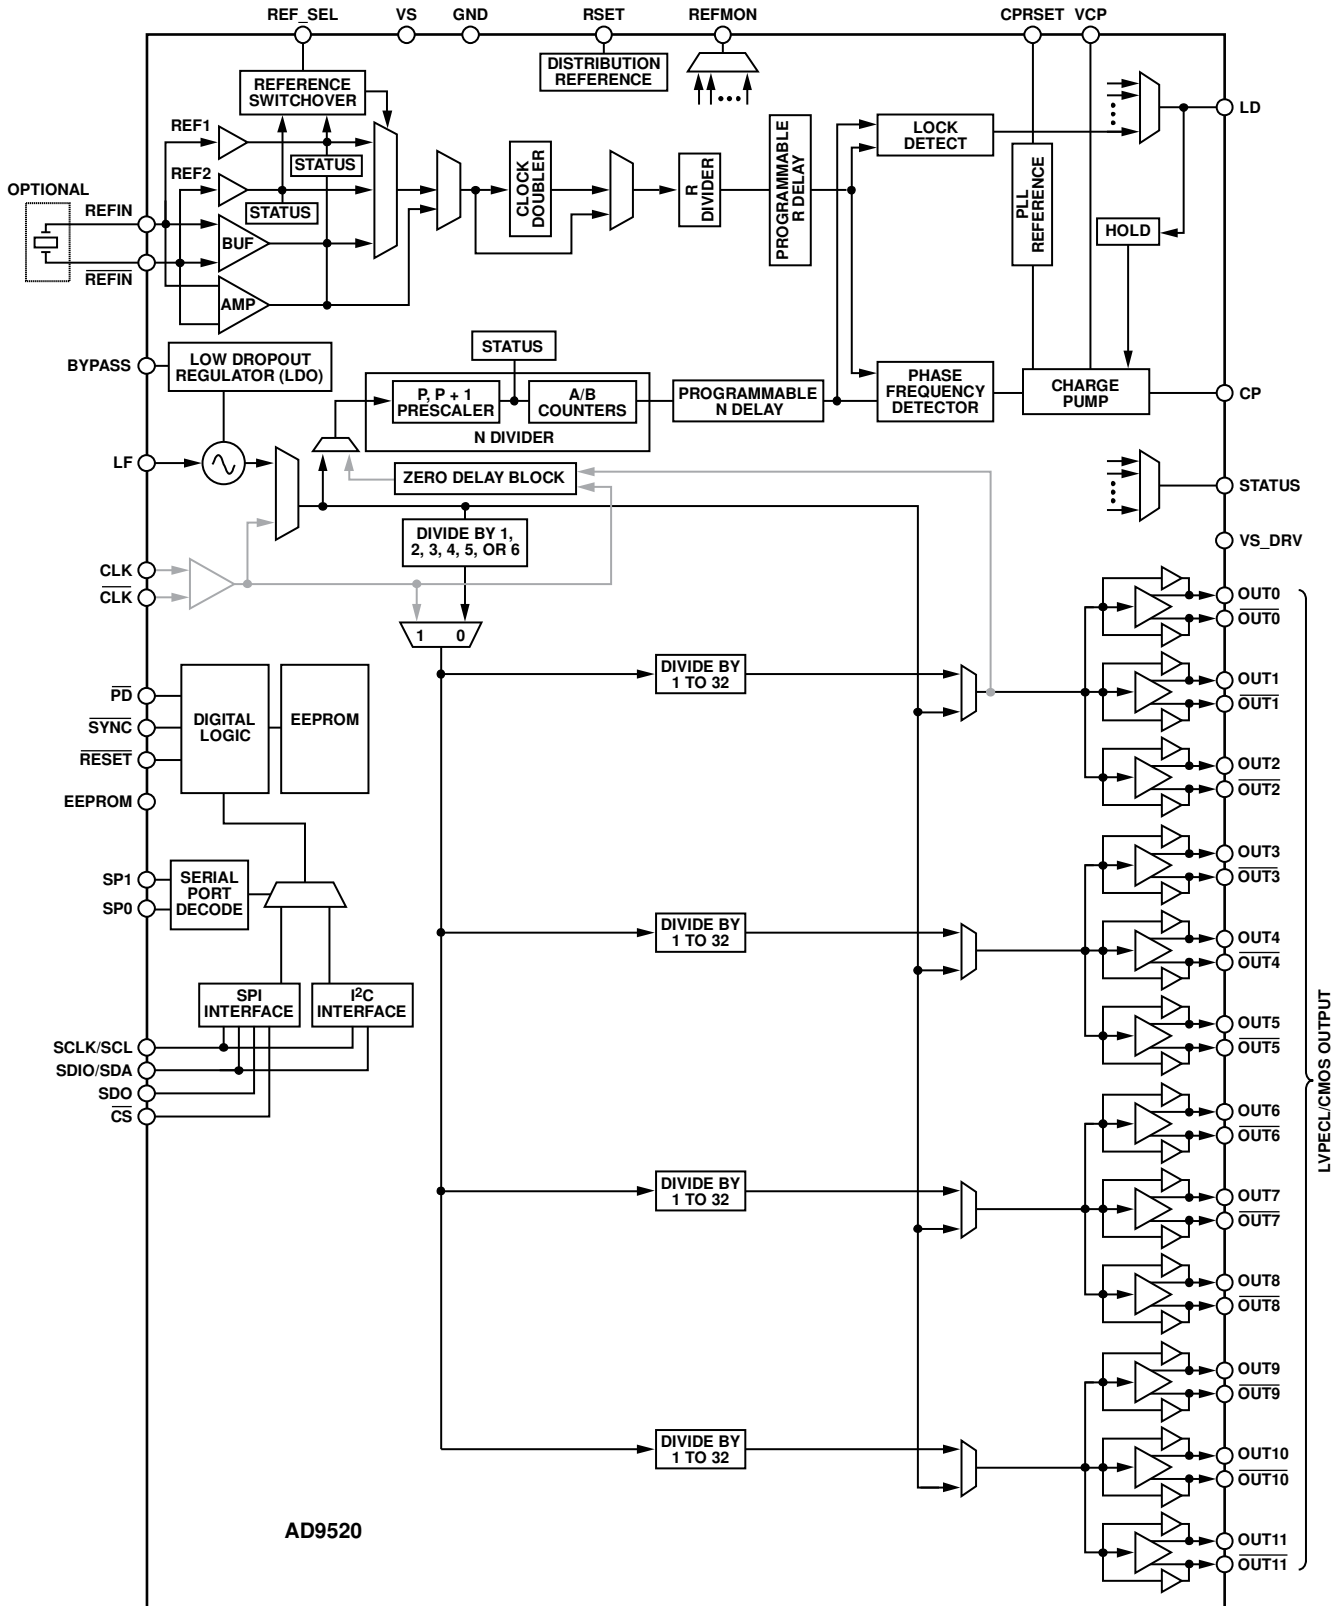 REF_SEL
VS
GND
RSET
REFMON
CPRSET
VCP
DISTRIBUTION
REFERENCE
REFERENCE
SWITCHOVER
REF1
STATUS
REF2
STATUS
OPTIONAL
REFIN
REFIN
BUF
AMP
CLOCK
DOUBLER
R
DIVIDER
PROGRAMMABLE
R DELAY
LOCK
DETECT
PLL
REFERENCE
LD
HOLD
BYPASS
LOW DROPOUT
REGULATOR (LDO)
STATUS
P, P + 1
PRESCALER
A/B
COUNTERS
N DIVIDER
PROGRAMMABLE
N DELAY
PHASE
FREQUENCY
DETECTOR
CHARGE
PUMP
CP
LF
ZERO DELAY BLOCK
STATUS
DIVIDE BY 1,
2, 3, 4, 5, OR 6
VS_DRV
CLK
CLK
1 0
PD
SYNC
RESET
EEPROM
DIGITAL
LOGIC
EEPROM
SP1
SP0
SERIAL
PORT
DECODE
SPI
INTERFACE
I²C
INTERFACE
SCLK/SCL
SDIO/SDA
SDO
CS
DIVIDE BY
1 TO 32
DIVIDE BY
1 TO 32
DIVIDE BY
1 TO 32
DIVIDE BY
1 TO 32
OUT0
OUT0
OUT1
OUT1
OUT2
OUT2
OUT3
OUT3
OUT4
OUT4
OUT5
OUT5
OUT6
OUT6
OUT7
OUT7
OUT8
OUT8
OUT9
OUT9
OUT10
OUT10
OUT11
OUT11
LVPECL/CMOS OUTPUT
AD9520